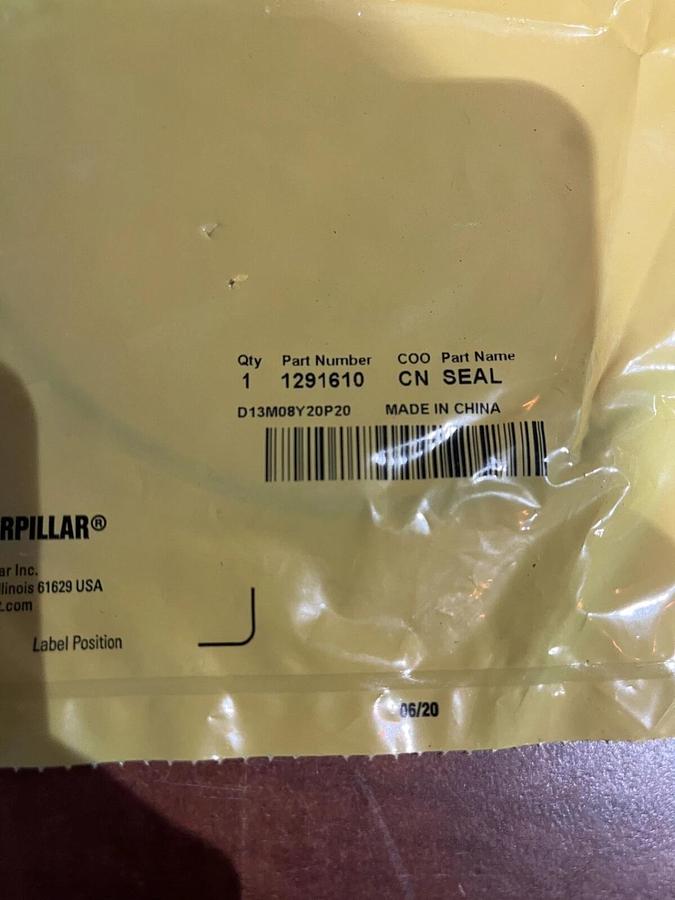 Qty Part Number COO Part Name
1 1291610 CN SEAL
D13M08Y20P20 MADE IN CHINA
RPILLAR®
ar Inc.
llinois 61629 USA
t.com
Label Position
06/20